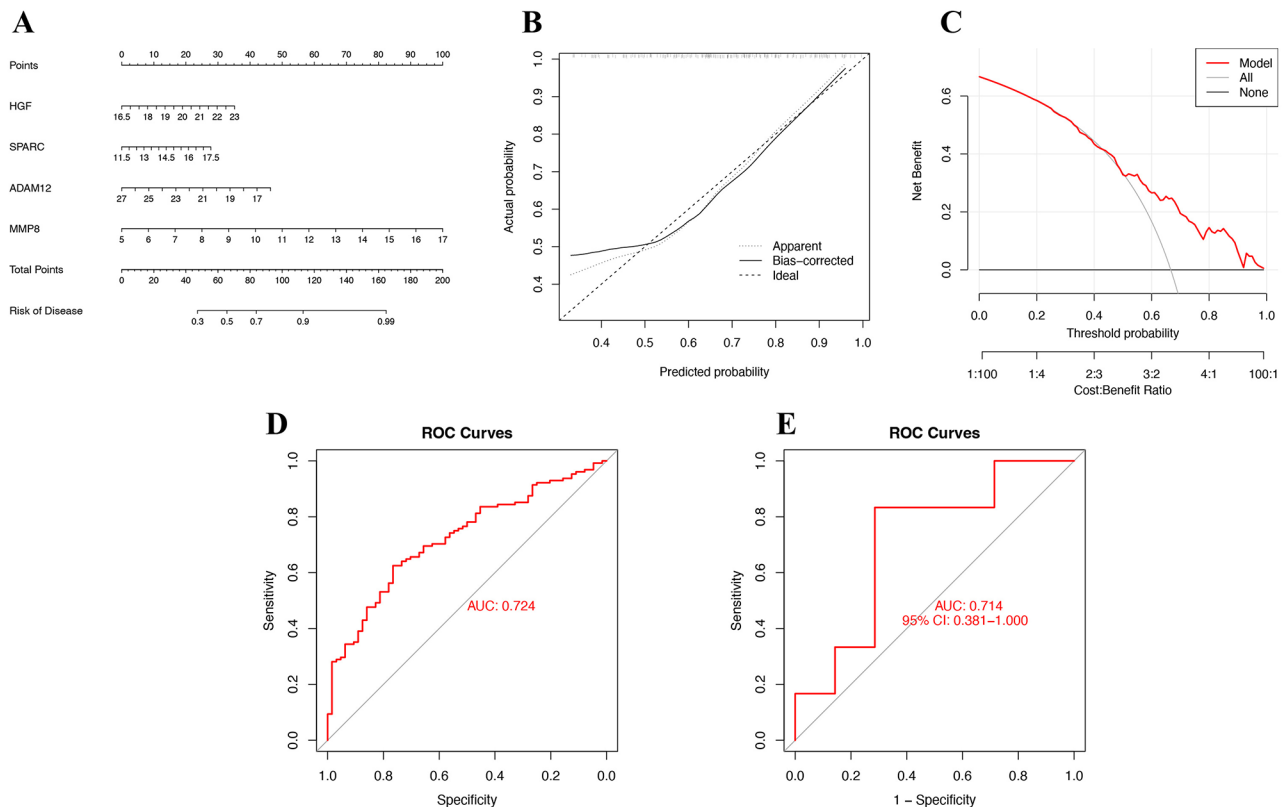 A
Points
0 10 20 30 40 50 60 70 80 90 100
HGF
16.5 18 19 20 21 22 23
SPARC
11.5 13 14.5 16 17.5
ADAM12
27 25 23 21 19 17
MMP8
5 6 7 8 9 10 11 12 13 14 15 16 17
Total Points
0 20 40 60 80 100 120 140 160 180 200
Risk of Disease
0.3 0.5 0.7 0.9 0.99
B
Actual probability
1.0
0.9
0.8
0.7
0.6
0.5
0.4
Apparent
Bias−corrected
Ideal
0.4 0.5 0.6 0.7 0.8 0.9 1.0
Predicted probability
C
Net Benefit
0.6
0.4
0.2
0.0
Model
All
None
0.0 0.2 0.4 0.6 0.8 1.0
Threshold probability
1:100 1:4 2:3 3:2 4:1 100:1
Cost:Benefit Ratio
D
ROC Curves
Sensitivity
1.0
0.8
0.6
0.4
0.2
0.0
AUC: 0.724
1.0 0.8 0.6 0.4 0.2 0.0
Specificity
E
ROC Curves
Sensitivity
1.0
0.8
0.6
0.4
0.2
0.0
AUC: 0.714
95% CI: 0.381−1.000
0.0 0.2 0.4 0.6 0.8 1.0
1 − Specificity